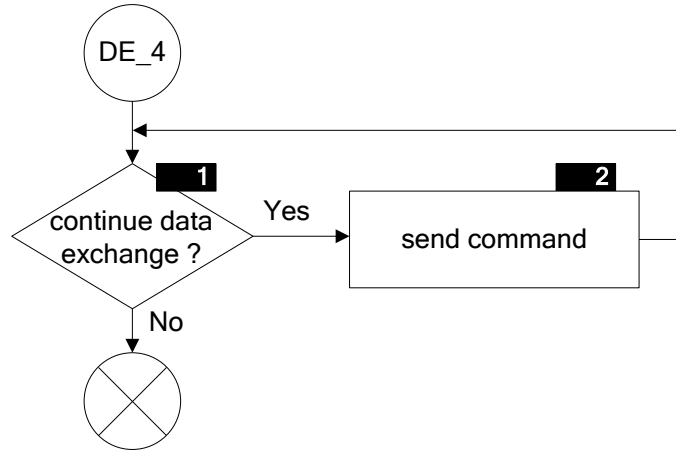 DE_4
1
continue data
exchange ?
Yes
2
send command
No